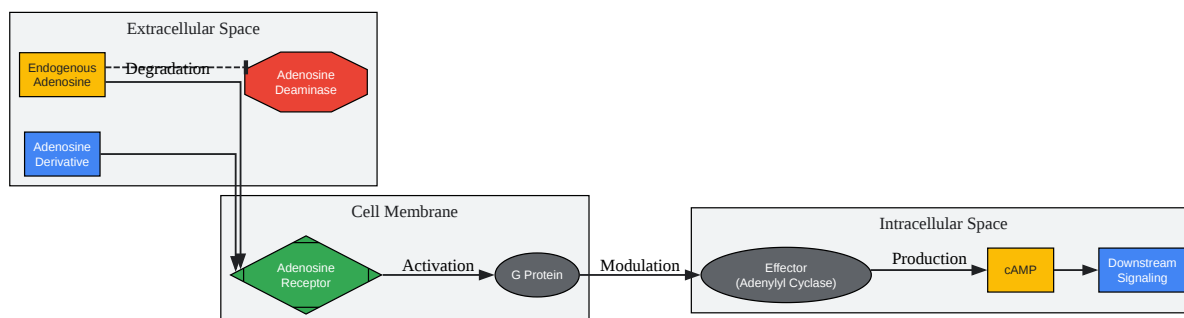 Extracellular Space
Endogenous
Adenosine
Degradation
Adenosine
Deaminase
Adenosine
Derivative
Cell Membrane
Adenosine
Receptor
Activation
G Protein
Modulation
Intracellular Space
Effector
(Adenylyl Cyclase)
Production
cAMP
Downstream
Signaling